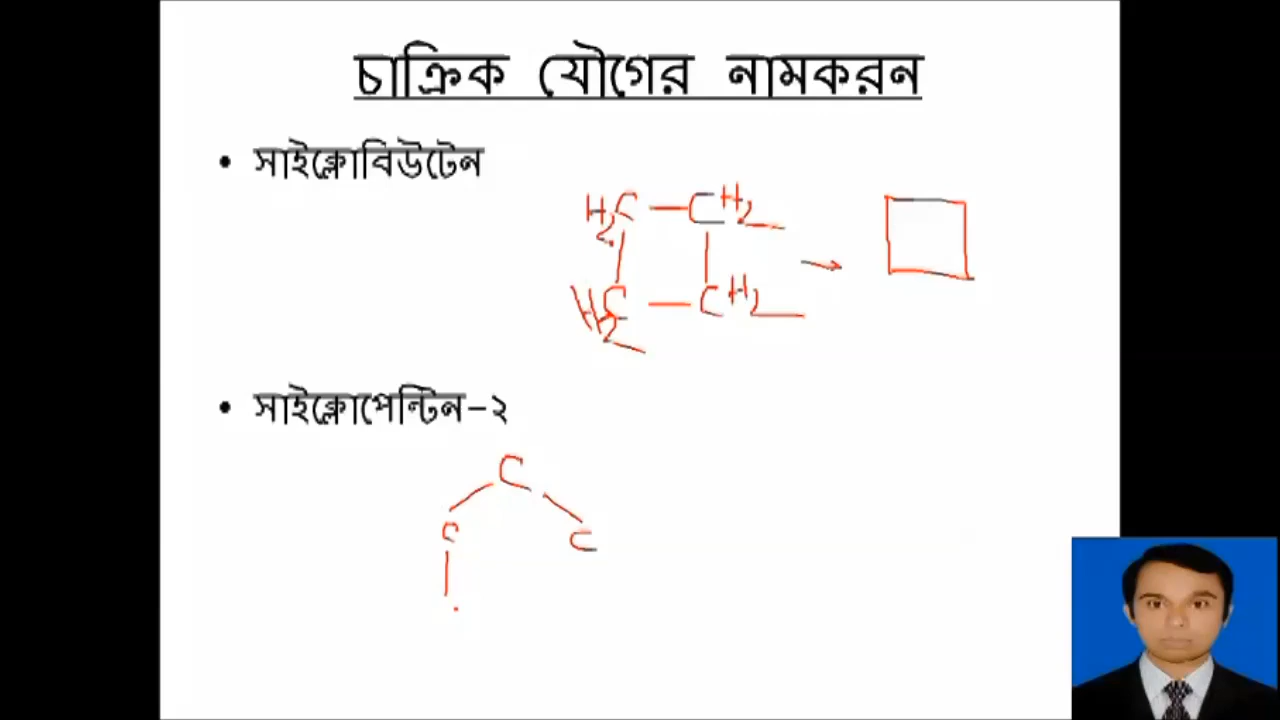 চাক্রিক যৌগের নামকরন
• সাইক্লোবিউটেন
H2C — CH2
H2C — CH2
• সাইক্লোপেন্টিন-২
C
C C